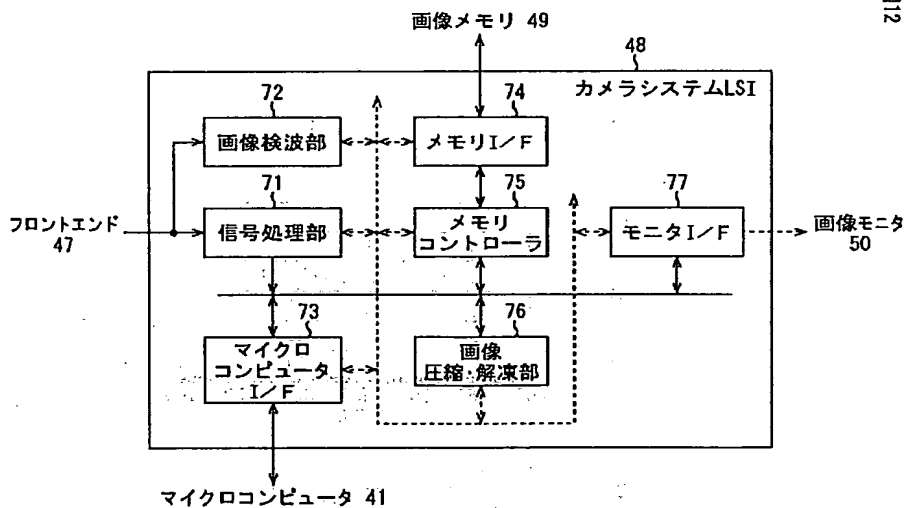 図12
画像メモリ 49
48
カメラシステムLSI
72
画像検波部
74
メモリI/F
71
信号処理部
75
メモリ
コントローラ
77
モニタI/F
フロントエンド
47
画像モニタ
50
73
マイクロ
コンピュータ
I/F
76
画像
圧縮・解凍部
マイクロコンピュータ 41